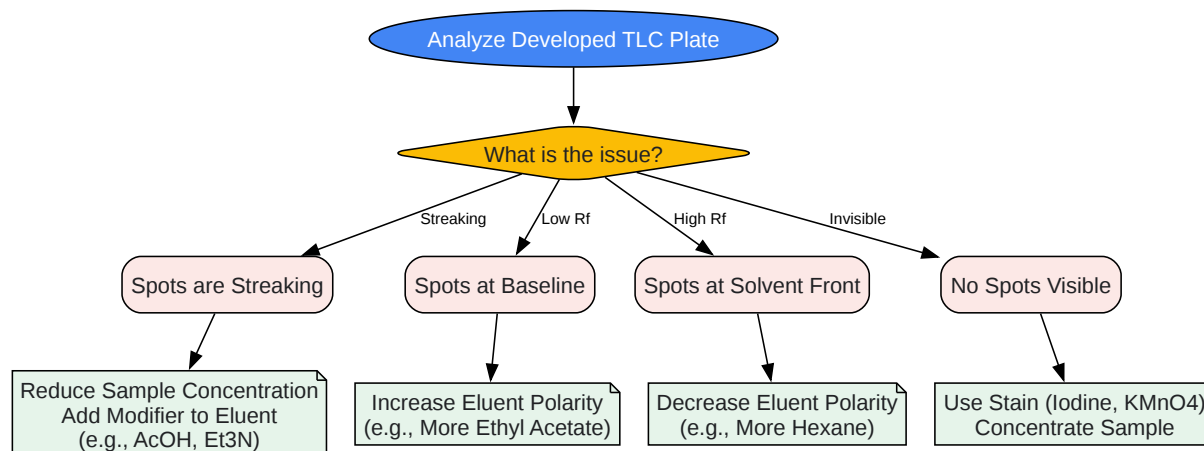 Analyze Developed TLC Plate
What is the issue?
Streaking
Low Rf
High Rf
Invisible
Spots are Streaking
Spots at Baseline
Spots at Solvent Front
No Spots Visible
Reduce Sample Concentration
Add Modifier to Eluent
(e.g., AcOH, Et3N)
Increase Eluent Polarity
(e.g., More Ethyl Acetate)
Decrease Eluent Polarity
(e.g., More Hexane)
Use Stain (Iodine, KMnO4)
Concentrate Sample